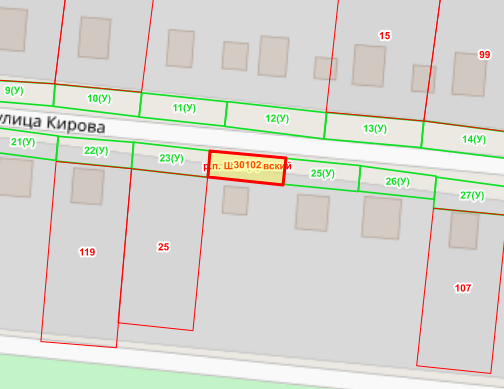 15
99
9(У)
10(У)
11(У)
12(У)
13(У)
14(У)
улица Кирова
21(У)
22(У)
23(У)
р.п. Ш 30102 вский
25(У)
26(У)
27(У)
119
25
107